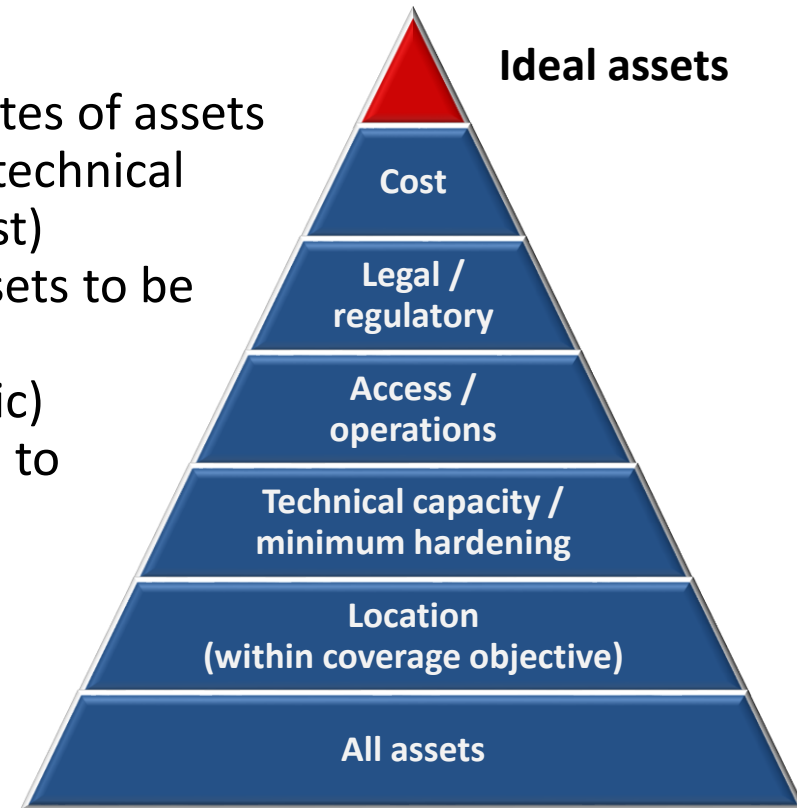 tes of assets
technical
st)
sets to be
ic)
to
Ideal assets
Cost
Legal /
regulatory
Access /
operations
Technical capacity /
minimum hardening
Location
(within coverage objective)
All assets